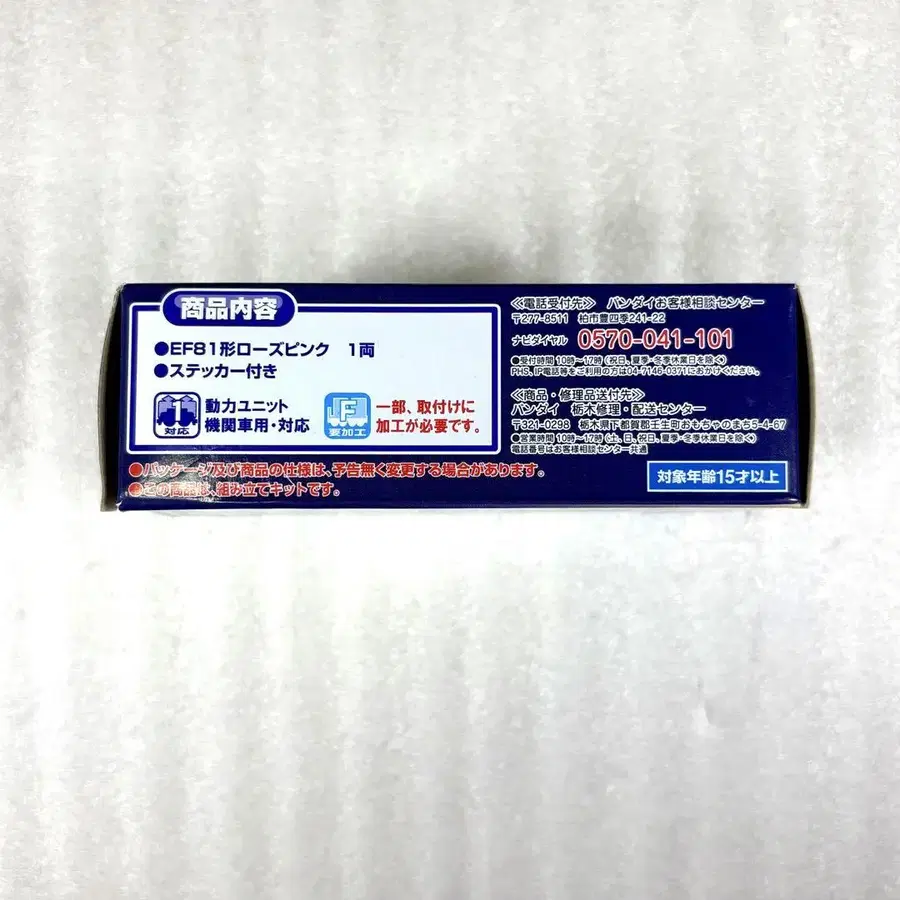 商品内容
●EF81形ローズピンク 1両
●ステッカー付き
1
対応
動力ユニット
機関車用・対応
F
要加工
一部、取付けに
加工が必要です。
●パッケージ及び商品の仕様は、予告無く変更する場合があります。
●この商品は、組み立てキットです。
≪電話受付先≫ バンダイお客様相談センター
〒277-8511 柏市豊四季241-22
ナビダイヤル 0570-041-101
●受付時間 10時～17時(祝日、夏季・冬季休業日を除く)
PHS、IP電話等をご利用の方は04-7146-0371におかけください。
≪商品・修理品送付先≫
バンダイ 栃木修理・配送センター
〒321-0298 栃木県下都賀郡壬生町おもちゃのまち5-4-67
●営業時間 10時～17時(土、日、祝日、夏季・冬季休業日を除く)
電話番号はお客様相談センター共通
対象年齢15才以上